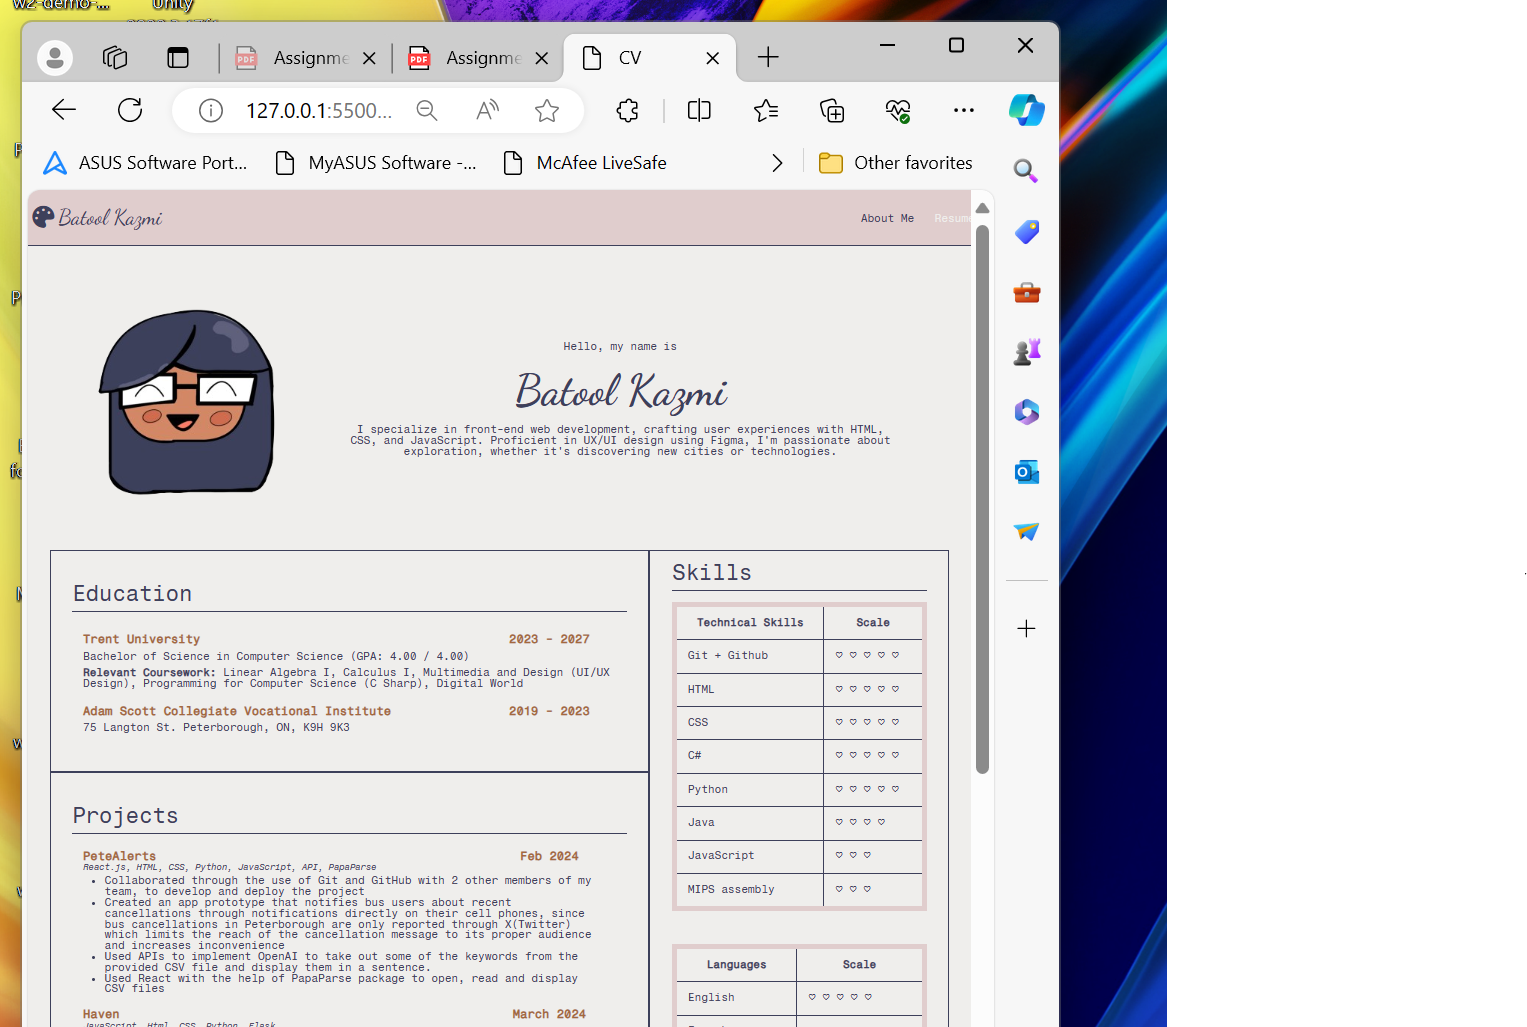 w2-demo-...
Unity
Assignme
Assignme
CV
127.0.0.1:5500...
ASUS Software Port...
MyASUS Software -...
McAfee LiveSafe
Other favorites
Batool Kazmi
About Me
Resume
Hello, my name is
Batool Kazmi
I specialize in front-end web development, crafting user experiences with HTML,
CSS, and JavaScript. Proficient in UX/UI design using Figma, I'm passionate about
exploration, whether it's discovering new cities or technologies.
Education
Trent University 2023 - 2027
Bachelor of Science in Computer Science (GPA: 4.00 / 4.00)
Relevant Coursework: Linear Algebra I, Calculus I, Multimedia and Design (UI/UX
Design), Programming for Computer Science (C Sharp), Digital World
Adam Scott Collegiate Vocational Institute 2019 - 2023
75 Langton St. Peterborough, ON, K9H 9K3
Projects
PeteAlerts Feb 2024
React.js, HTML, CSS, Python, JavaScript, API, PapaParse
• Collaborated through the use of Git and GitHub with 2 other members of my
team, to develop and deploy the project
• Created an app prototype that notifies bus users about recent
cancellations through notifications directly on their cell phones, since
bus cancellations in Peterborough are only reported through X(Twitter)
which limits the reach of the cancellation message to its proper audience
and increases inconvenience
• Used APIs to implement OpenAI to take out some of the keywords from the
provided CSV file and display them in a sentence.
• Used React with the help of PapaParse package to open, read and display
CSV files
Haven March 2024
JavaScript, Html, CSS, Python, Flask
Skills
Technical Skills Scale
Git + Github ♡ ♡ ♡ ♡ ♡
HTML ♡ ♡ ♡ ♡ ♡
CSS ♡ ♡ ♡ ♡ ♡
C# ♡ ♡ ♡ ♡ ♡
Python ♡ ♡ ♡ ♡ ♡
Java ♡ ♡ ♡ ♡
JavaScript ♡ ♡ ♡
MIPS assembly ♡ ♡ ♡
Languages Scale
English ♡ ♡ ♡ ♡ ♡